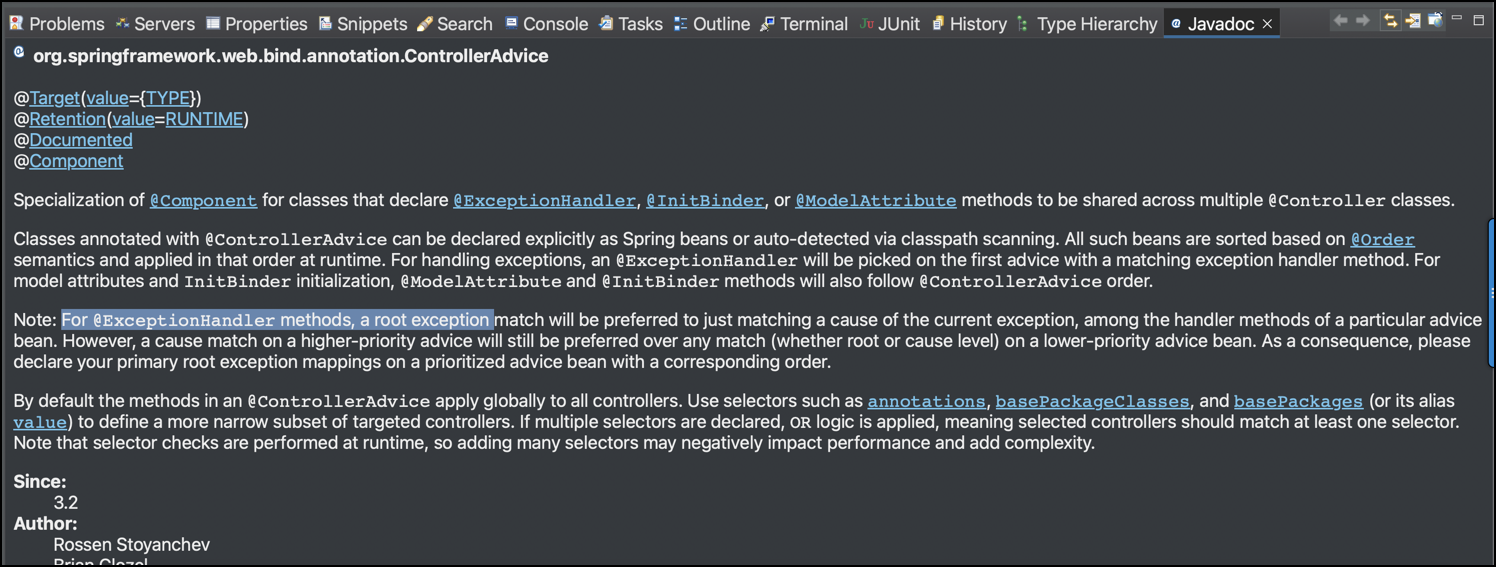 Problems Servers Properties Snippets Search Console Tasks Outline Terminal JUnit History Type Hierarchy Javadoc
org.springframework.web.bind.annotation.ControllerAdvice
@Target(value={TYPE})
@Retention(value=RUNTIME)
@Documented
@Component
Specialization of @Component for classes that declare @ExceptionHandler, @InitBinder, or @ModelAttribute methods to be shared across multiple @Controller classes.
Classes annotated with @ControllerAdvice can be declared explicitly as Spring beans or auto-detected via classpath scanning. All such beans are sorted based on @Order
semantics and applied in that order at runtime. For handling exceptions, an @ExceptionHandler will be picked on the first advice with a matching exception handler method. For
model attributes and InitBinder initialization, @ModelAttribute and @InitBinder methods will also follow @ControllerAdvice order.
Note: For @ExceptionHandler methods, a root exception match will be preferred to just matching a cause of the current exception, among the handler methods of a particular advice
bean. However, a cause match on a higher-priority advice will still be preferred over any match (whether root or cause level) on a lower-priority advice bean. As a consequence, please
declare your primary root exception mappings on a prioritized advice bean with a corresponding order.
By default the methods in an @ControllerAdvice apply globally to all controllers. Use selectors such as annotations, basePackageClasses, and basePackages (or its alias
value) to define a more narrow subset of targeted controllers. If multiple selectors are declared, OR logic is applied, meaning selected controllers should match at least one selector.
Note that selector checks are performed at runtime, so adding many selectors may negatively impact performance and add complexity.
Since:
3.2
Author:
Rossen Stoyanchev